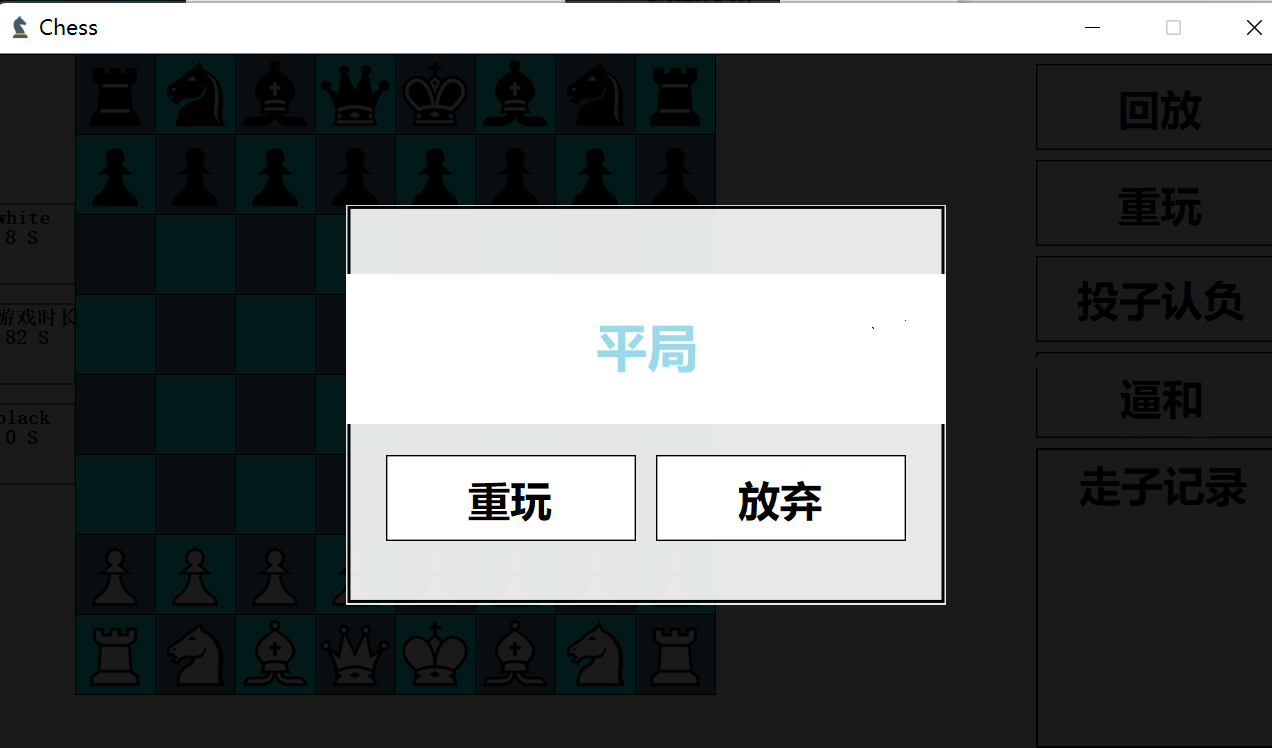 Chess
white
8 S
游戏时长
82 S
black
0 S
平局
重玩
放弃
回放
重玩
投子认负
逼和
走子记录